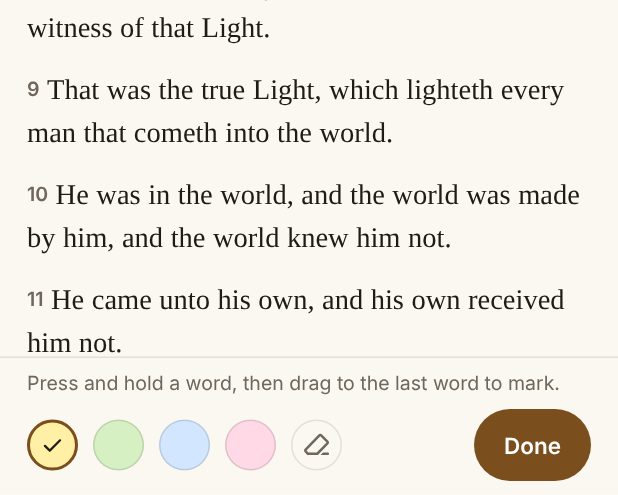 witness of that Light.
9 That was the true Light, which lighteth every
man that cometh into the world.
10 He was in the world, and the world was made
by him, and the world knew him not.
11 He came unto his own, and his own received
him not.
Press and hold a word, then drag to the last word to mark.
Done